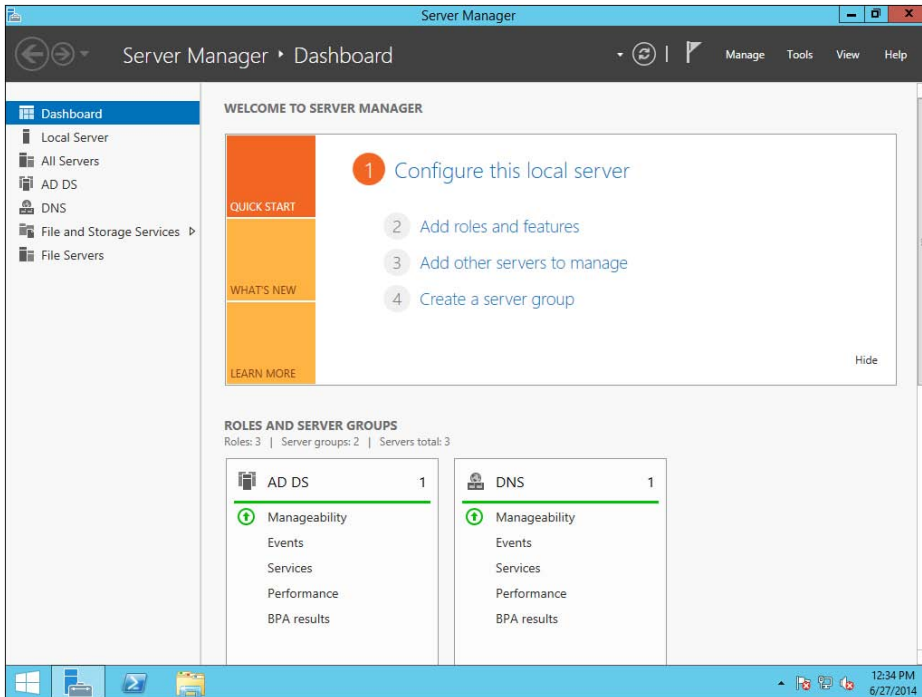 Server Manager
Server Manager • Dashboard
Manage Tools View Help
Dashboard
Local Server
All Servers
AD DS
DNS
File and Storage Services
File Servers
WELCOME TO SERVER MANAGER
QUICK START
WHAT'S NEW
LEARN MORE
1 Configure this local server
2 Add roles and features
3 Add other servers to manage
4 Create a server group
Hide
ROLES AND SERVER GROUPS
Roles: 3 | Server groups: 2 | Servers total: 3
AD DS 1
Manageability
Events
Services
Performance
BPA results
DNS 1
Manageability
Events
Services
Performance
BPA results
12:34 PM
6/27/2014